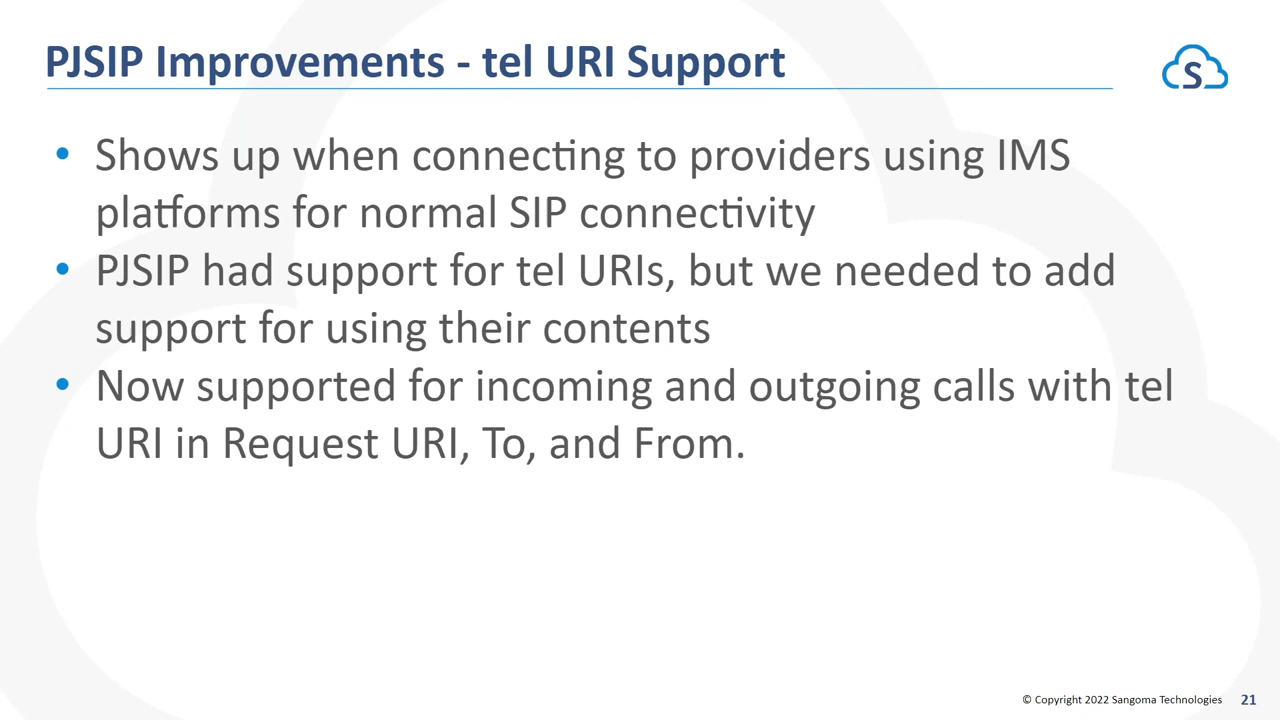 PJSIP Improvements - tel URI Support
S
• Shows up when connecting to providers using IMS
platforms for normal SIP connectivity
• PJSIP had support for tel URIs, but we needed to add
support for using their contents
• Now supported for incoming and outgoing calls with tel
URI in Request URI, To, and From.
© Copyright 2022 Sangoma Technologies 21